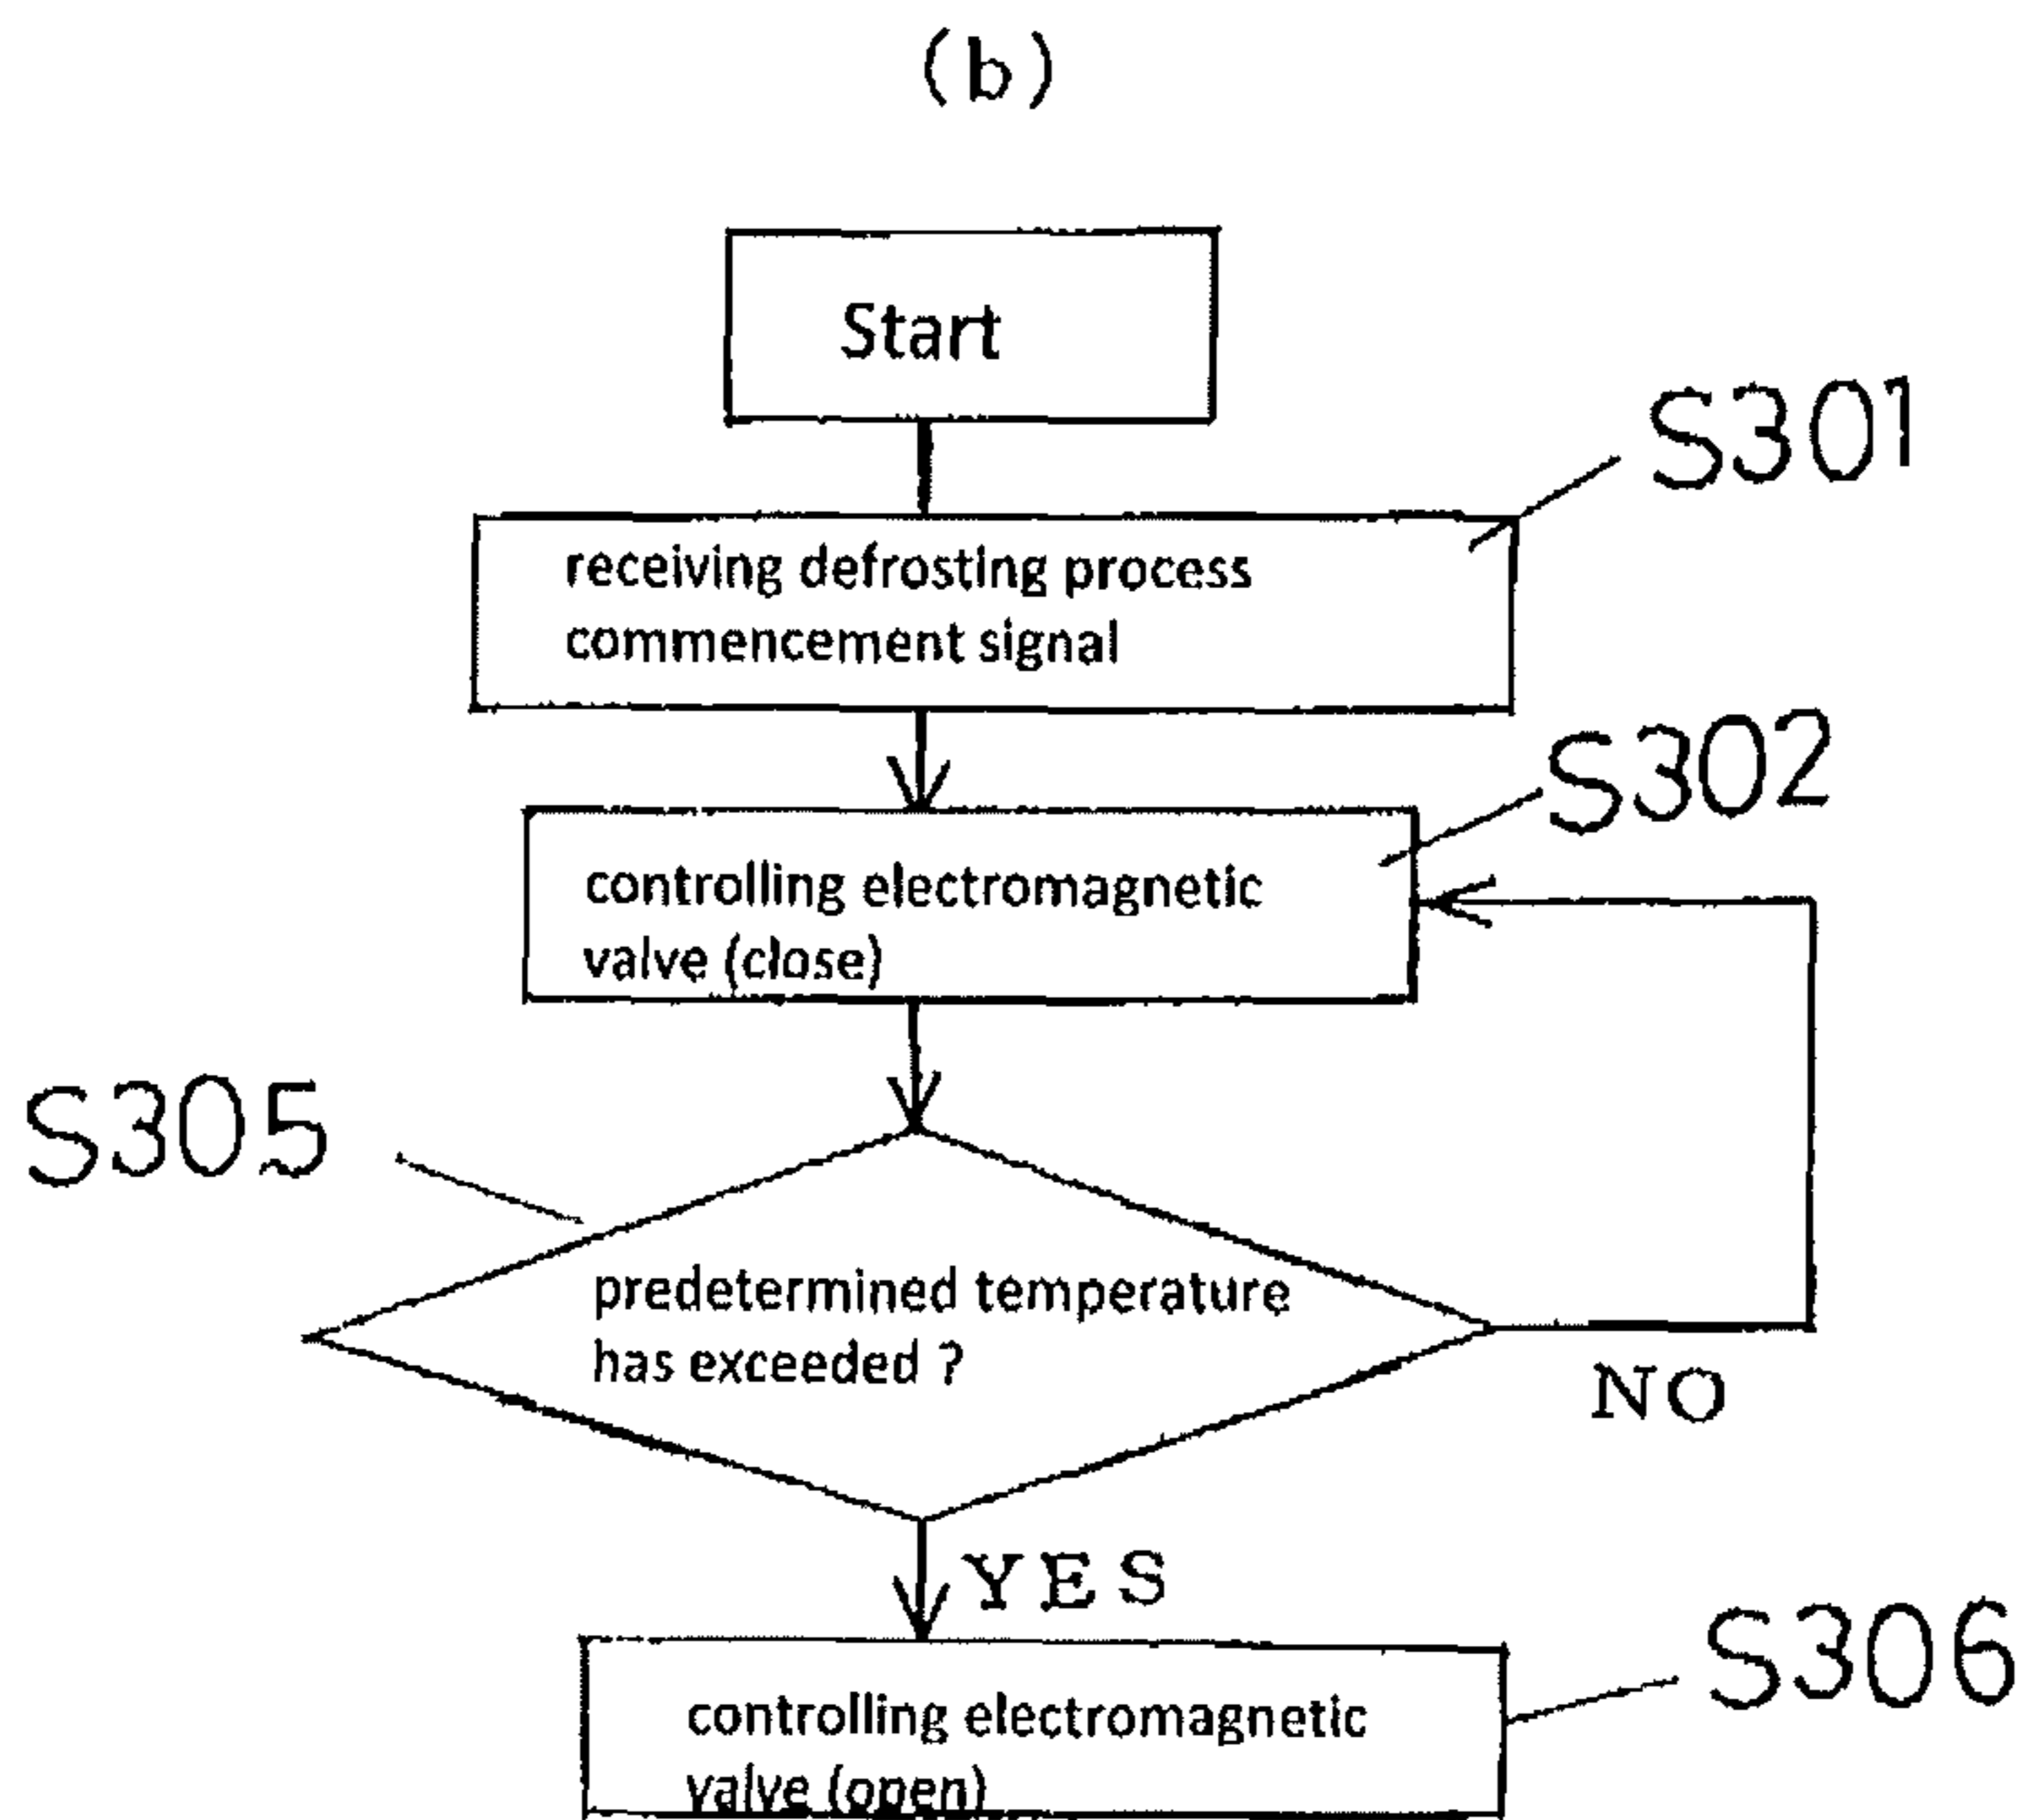 (b)
Start
S301
receiving defrosting process
commencement signal
S302
controlling electromagnetic
valve (close)
S305
predetermined temperature
has exceeded ?
NO
YES
S306
controlling electromagnetic
valve (open)